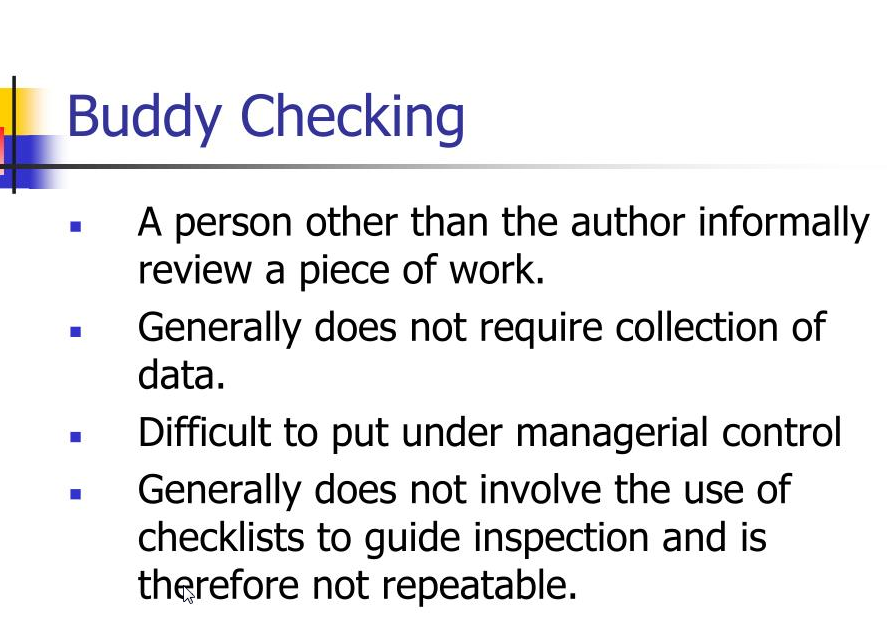 Buddy Checking
A person other than the author informally
review a piece of work.
Generally does not require collection of
data.
Difficult to put under managerial control
Generally does not involve the use of
checklists to guide inspection and is
therefore not repeatable.